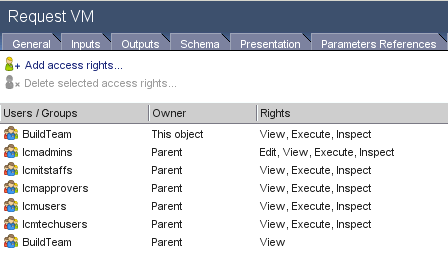 Request VM
General Inputs Outputs Schema Presentation Parameters References
Add access rights...
Delete selected access rights...
Users / Groups Owner Rights
BuildTeam This object View, Execute, Inspect
lcmadmins Parent Edit, View, Execute, Inspect
lcmitstaffs Parent View, Execute, Inspect
lcmapprovers Parent View, Execute, Inspect
lcmusers Parent View, Execute, Inspect
lcmtechusers Parent View, Execute, Inspect
BuildTeam Parent View